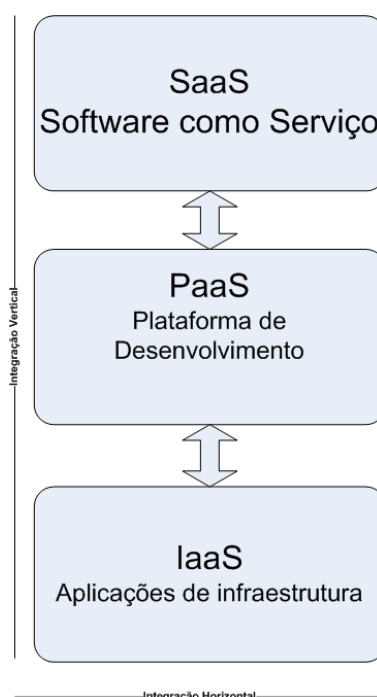 SaaS
Software como Serviço
PaaS
Plataforma de
Desenvolvimento
IaaS
Aplicações de infraestrutura
Integração Vertical
Integração Horizontal